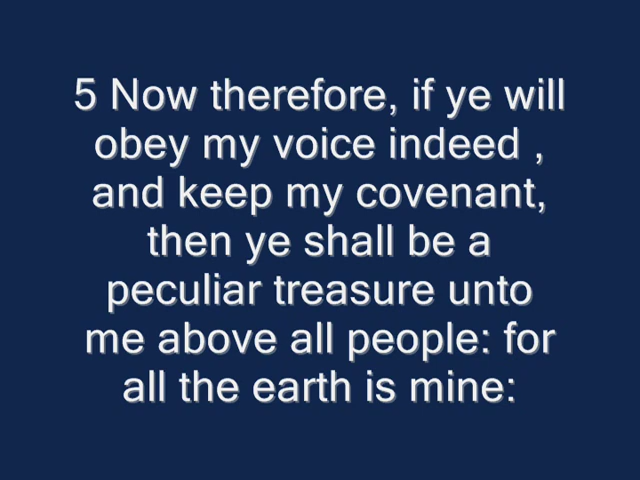 5 Now therefore, if ye will
obey my voice indeed ,
and keep my covenant,
then ye shall be a
peculiar treasure unto
me above all people: for
all the earth is mine: